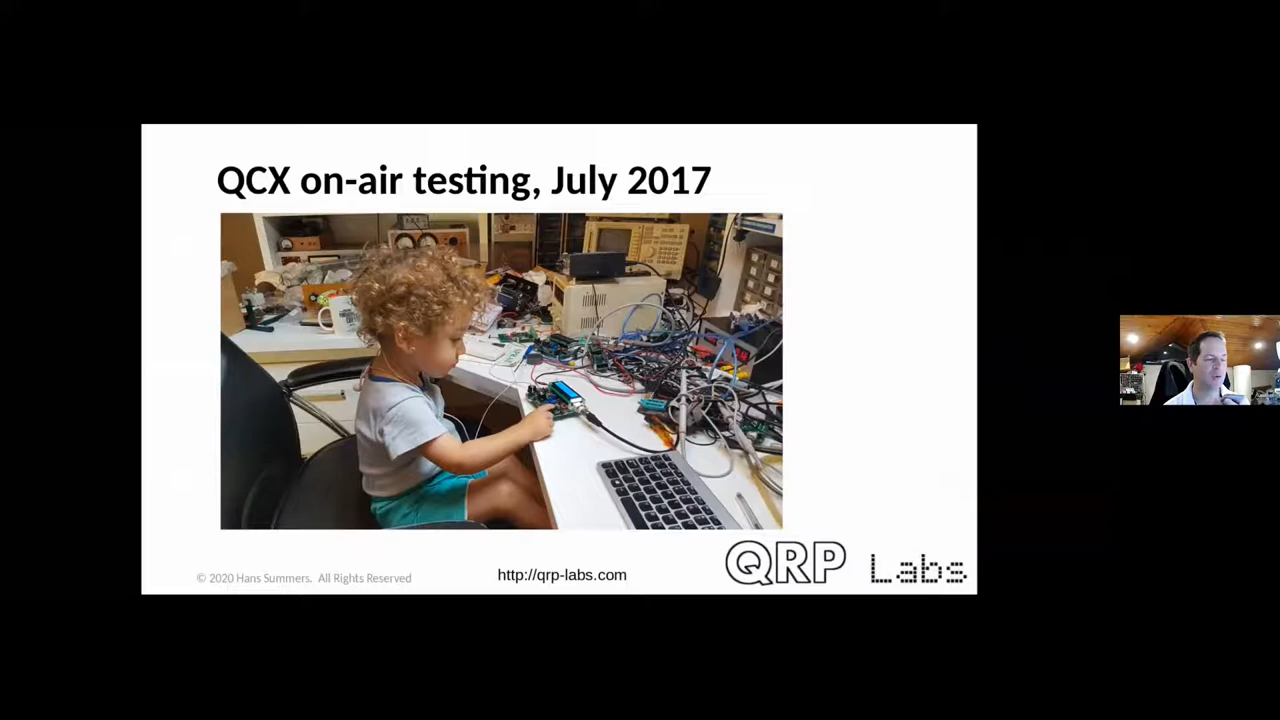 QCX on-air testing, July 2017
© 2020 Hans Summers. All Rights Reserved
http://qrp-labs.com
QRP Labs